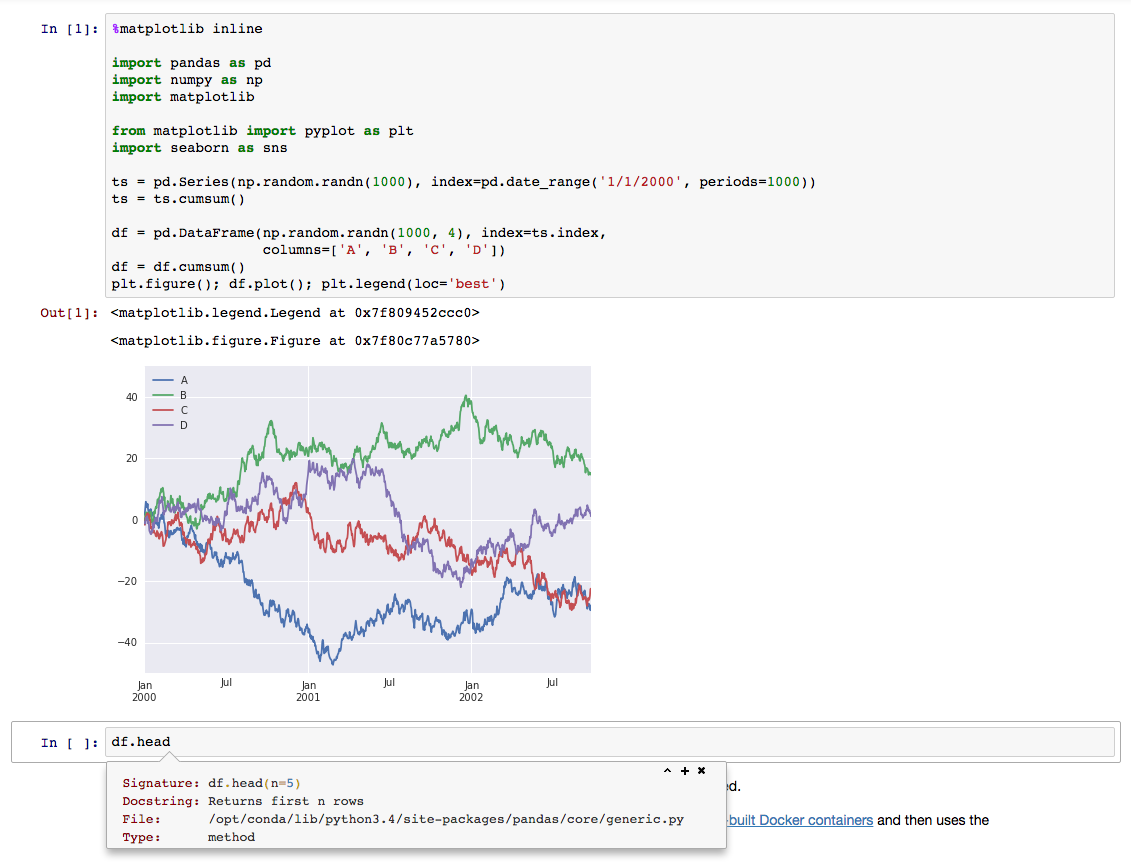 In [1]: %matplotlib inline
import pandas as pd
import numpy as np
import matplotlib
from matplotlib import pyplot as plt
import seaborn as sns
ts = pd.Series(np.random.randn(1000), index=pd.date_range('1/1/2000', periods=1000))
ts = ts.cumsum()
df = pd.DataFrame(np.random.randn(1000, 4), index=ts.index,
columns=['A', 'B', 'C', 'D'])
df = df.cumsum()
plt.figure(); df.plot(); plt.legend(loc='best')
Out[1]: <matplotlib.legend.Legend at 0x7f809452ccc0>
<matplotlib.figure.Figure at 0x7f80c77a5780>
A
B
C
D
40
20
0
−20
−40
Jan Jul Jan Jul Jan Jul
2000 2001 2002
In [ ]: df.head
Signature: df.head(n=5)
Docstring: Returns first n rows
File: /opt/conda/lib/python3.4/site-packages/pandas/core/generic.py
Type: method
ed.
-built Docker containers and then uses the